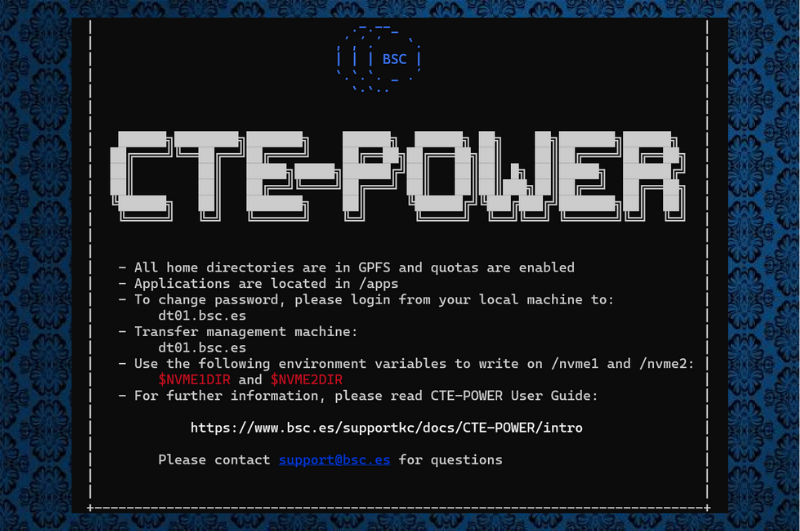 BSC
CTE-POWER
- All home directories are in GPFS and quotas are enabled
- Applications are located in /apps
- To change password, please login from your local machine to:
dt01.bsc.es
- Transfer management machine:
dt01.bsc.es
- Use the following environment variables to write on /nvme1 and /nvme2:
$NVME1DIR and $NVME2DIR
- For further information, please read CTE-POWER User Guide:
https://www.bsc.es/supportkc/docs/CTE-POWER/intro
Please contact support@bsc.es for questions